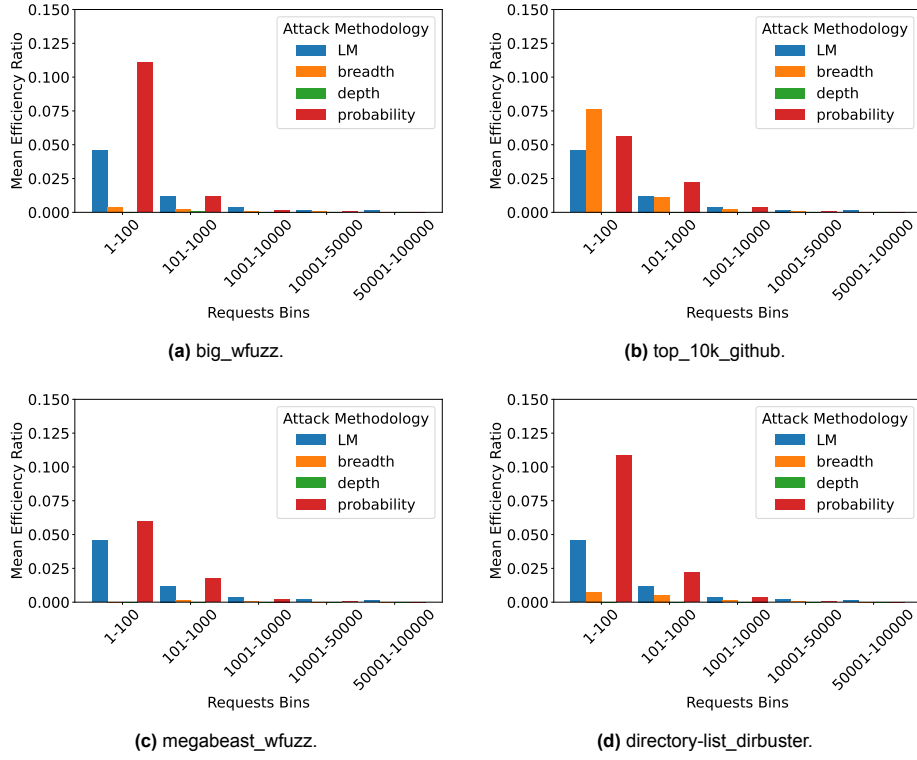 0.150
0.125
0.100
0.075
0.050
0.025
0.000
Mean Efficiency Ratio
Attack Methodology
LM
breadth
depth
probability
1-100
101-1000
1001-10000
10001-50000
50001-100000
Requests Bins
(a) big_wfuzz.
0.150
0.125
0.100
0.075
0.050
0.025
0.000
Mean Efficiency Ratio
Attack Methodology
LM
breadth
depth
probability
1-100
101-1000
1001-10000
10001-50000
50001-100000
Requests Bins
(b) top_10k_github.
0.150
0.125
0.100
0.075
0.050
0.025
0.000
Mean Efficiency Ratio
Attack Methodology
LM
breadth
depth
probability
1-100
101-1000
1001-10000
10001-50000
50001-100000
Requests Bins
(c) megabeast_wfuzz.
0.150
0.125
0.100
0.075
0.050
0.025
0.000
Mean Efficiency Ratio
Attack Methodology
LM
breadth
depth
probability
1-100
101-1000
1001-10000
10001-50000
50001-100000
Requests Bins
(d) directory-list_dirbuster.